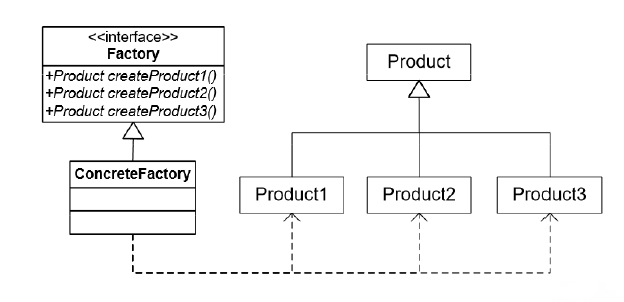 <<interface>>
Factory
+Product createProduct1()
+Product createProduct2()
+Product createProduct3()
ConcreteFactory
Product
Product1
Product2
Product3